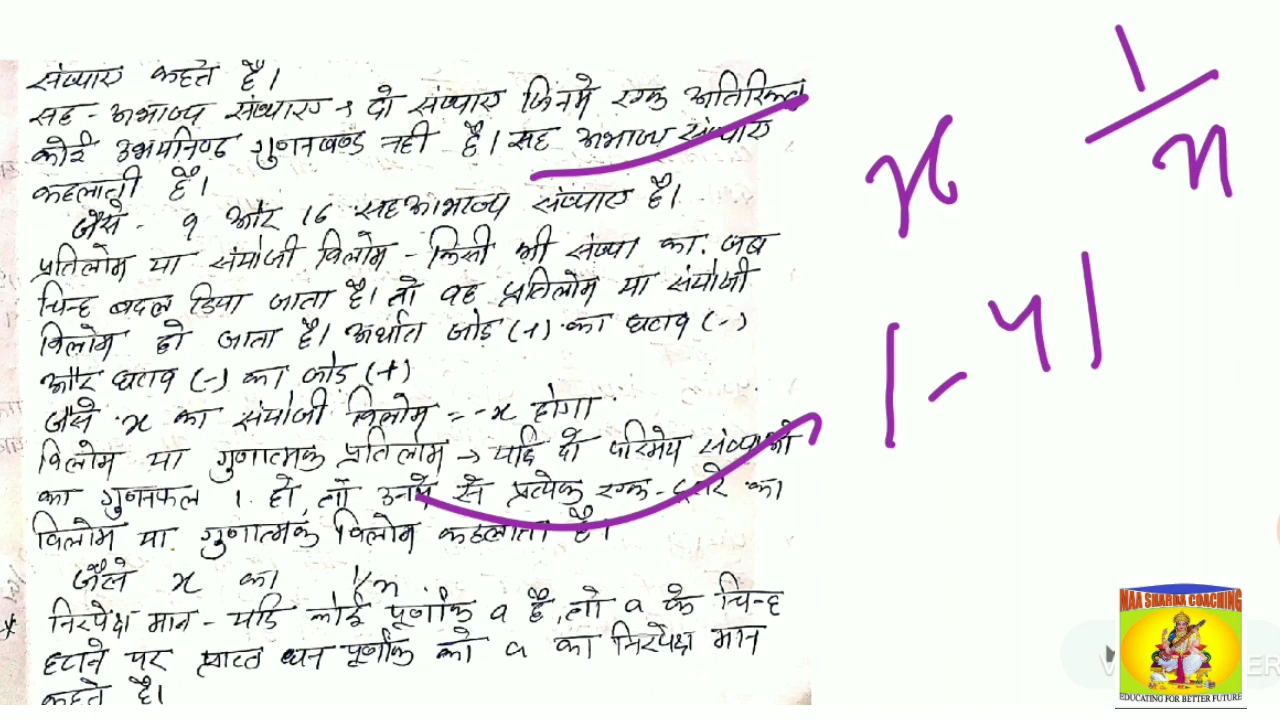 संख्याए कहते है।
सह-अभाज्य संख्याए → दो संख्याए जिनमे एक अतिरिक्त
कोई उभयनिष्ठ गुणनखण्ड नही है। सह अभाज्य संख्याए
कहलाती है।
जैसे - 9 और 16 सहअभाज्य संख्याए है।
प्रतिलोम या संयोजी विलोम - किसी भी संख्या का जब
चिन्ह बदल दिया जाता है। तो वह प्रतिलोम या संयोजी
विलोम हो जाता है। अर्थात जोड़ (+) का घटाव (-)
और घटाव (-) का जोड़ (+)
जैसे x का संयोजी विलोम = -x होगा
विलोम या गुणात्मक प्रतिलोम → यदि दो परिमेय संख्याओ
का गुणनफल 1 हो, तो उनमे से प्रत्येक एक-दूसरे का
विलोम या गुणात्मक विलोम कहलाता है।
जैसे x का 1/x
* निरपेक्ष मान - यदि कोई पूर्णांक a है, तो a के चिन्ह
हटाने पर प्राप्त धन पूर्णांक को a का निरपेक्ष मान
कहते है।
x
1/x
|-4|
MAA SHARDA COACHING
EDUCATING FOR BETTER FUTURE